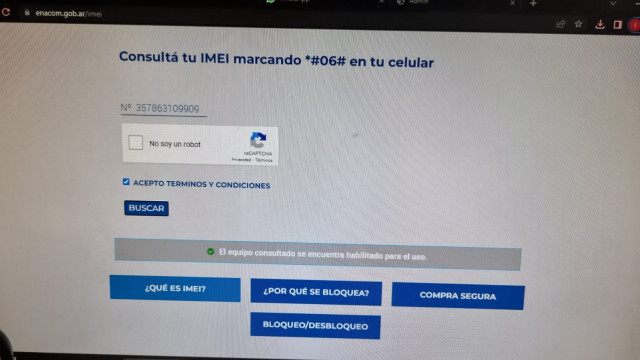 enacom.gob.ar/imei
Consultá tu IMEI marcando *#06# en tu celular
Nº 357863109909
No soy un robot
reCAPTCHA
Privacidad - Términos
ACEPTO TERMINOS Y CONDICIONES
BUSCAR
El equipo consultado se encuentra habilitado para el uso.
¿QUÉ ES IMEI?
¿POR QUÉ SE BLOQUEA?
COMPRA SEGURA
BLOQUEO/DESBLOQUEO